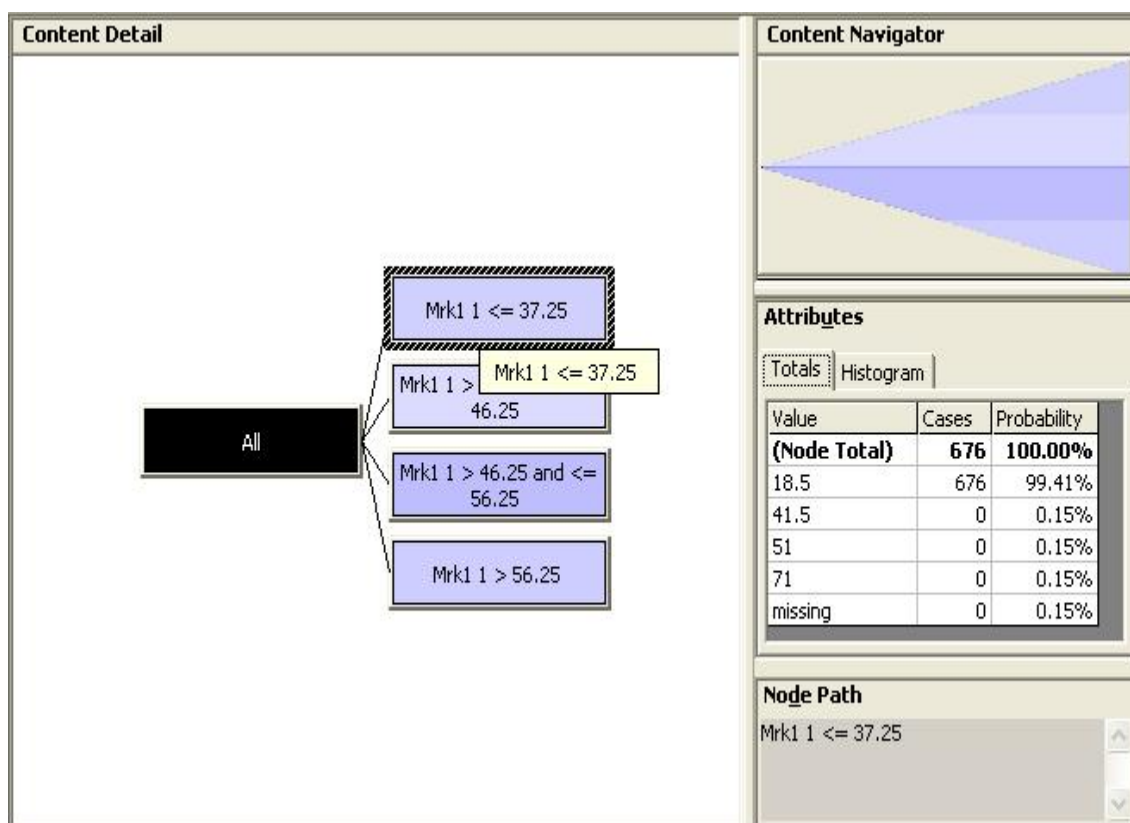 Content Detail
Mrk1 1 <= 37.25
Mrk1 1 <= 37.25
Mrk1 1 >
46.25
All
Mrk1 1 > 46.25 and <=
56.25
Mrk1 1 > 56.25
Content Navigator
Attributes
Totals Histogram
Value Cases Probability
(Node Total) 676 100.00%
18.5 676 99.41%
41.5 0 0.15%
51 0 0.15%
71 0 0.15%
missing 0 0.15%
Node Path
Mrk1 1 <= 37.25